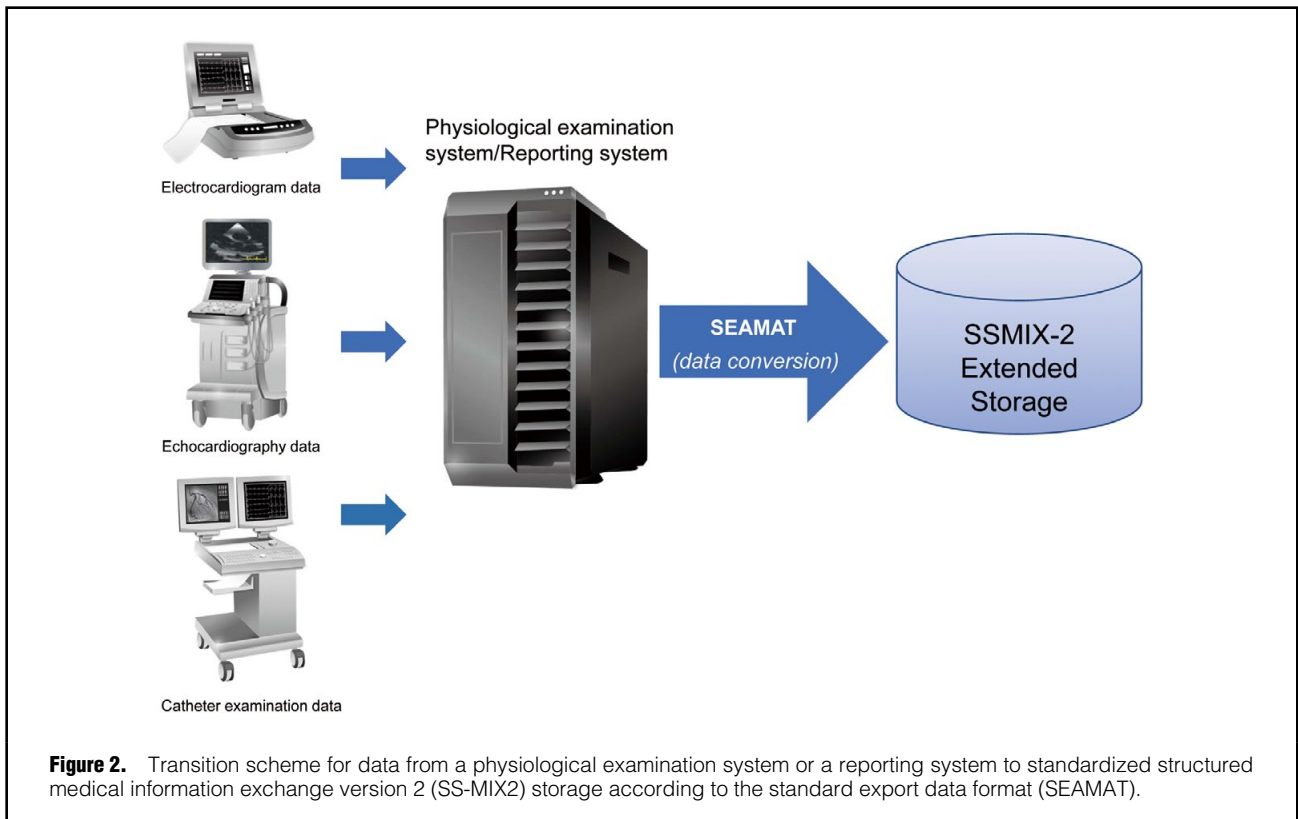 Electrocardiogram data
Physiological examination
system/Reporting system
Echocardiography data
SEAMAT
(data conversion)
SSMIX-2
Extended
Storage
Catheter examination data
Figure 2. Transition scheme for data from a physiological examination system or a reporting system to standardized structured
medical information exchange version 2 (SS-MIX2) storage according to the standard export data format (SEAMAT).